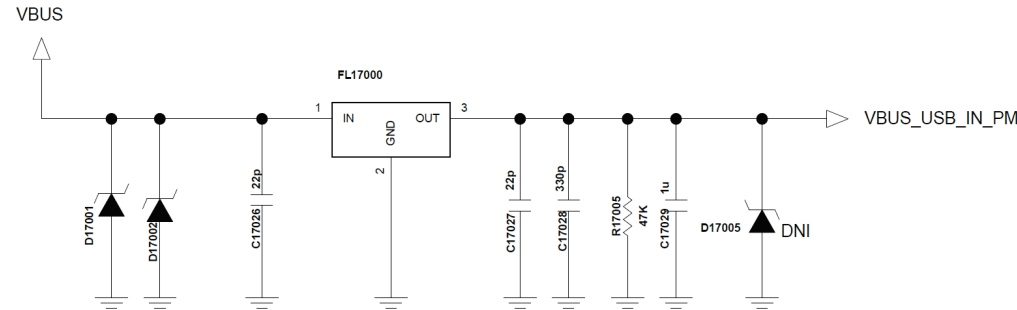 VBUS
FL17000
1
IN
GND
OUT
3
2
VBUS_USB_IN_PM
D17001
D17002
22p
C17026
22p
C17027
330p
C17028
R17005
47K
1u
C17029
D17005
DNI